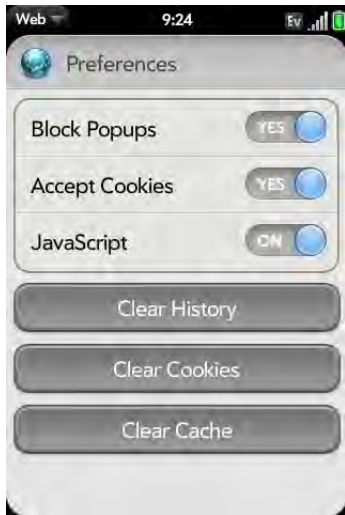 Web 9:24 Ev
Preferences
Block Popups YES
Accept Cookies YES
JavaScript ON
Clear History
Clear Cookies
Clear Cache